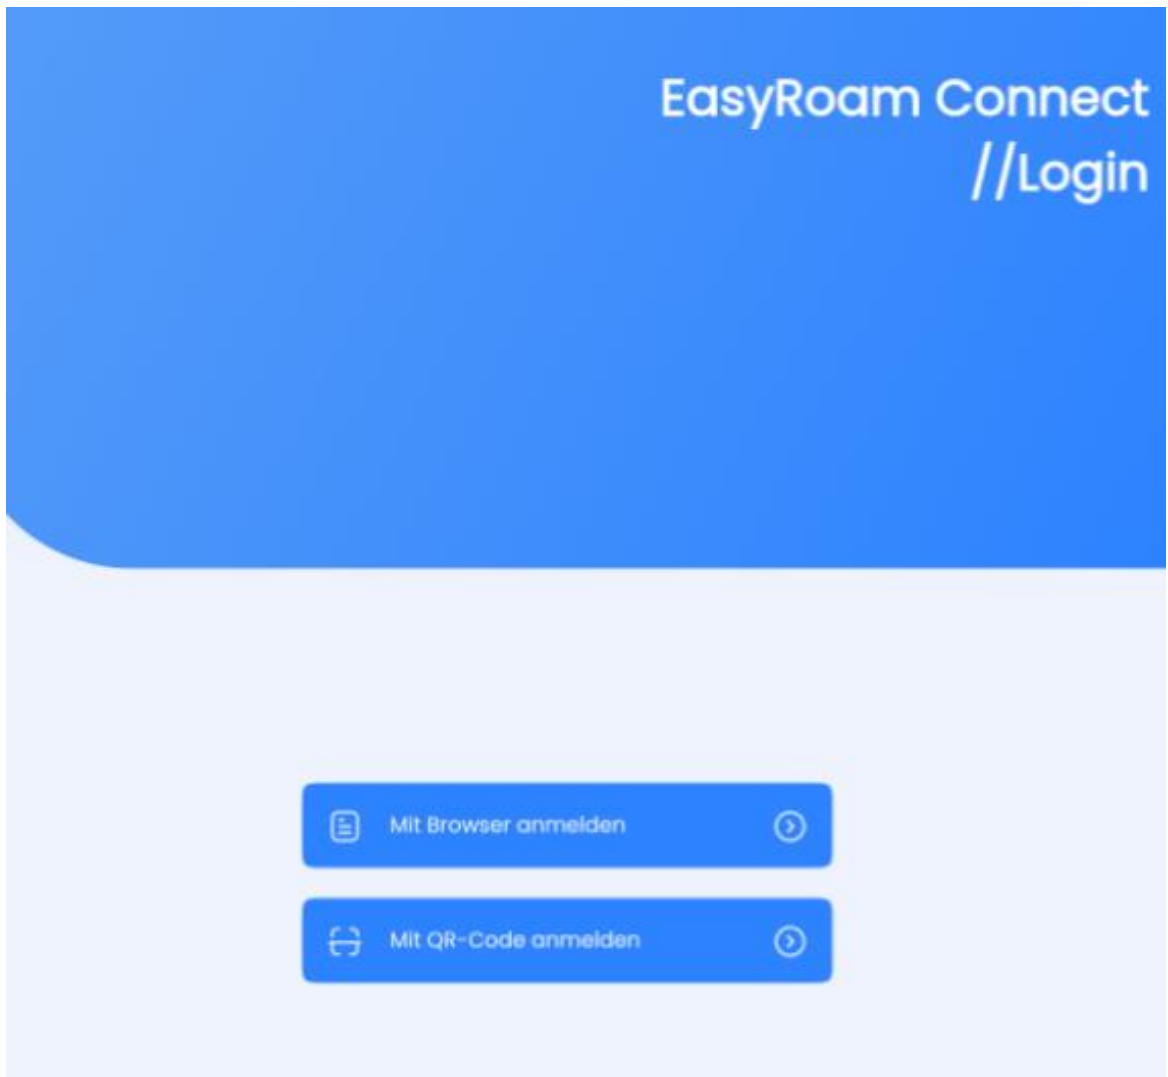 EasyRoam Connect
//Login
Mit Browser anmelden
Mit QR-Code anmelden